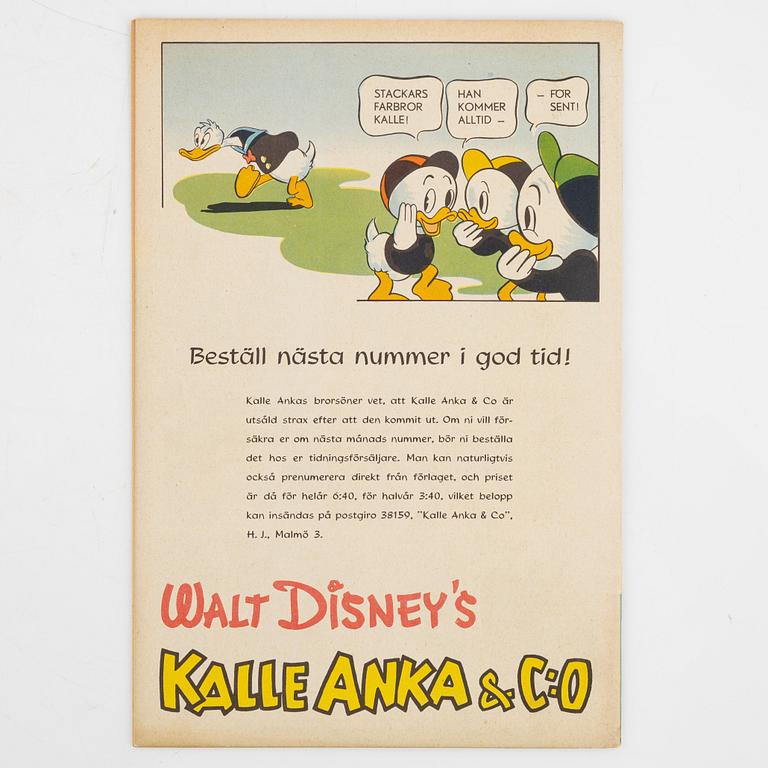 STACKARS
FARBROR
KALLE!
HAN
KOMMER
ALLTID –
– FÖR
SENT!
Beställ nästa nummer i god tid!
Kalle Ankas brorsöner vet, att Kalle Anka & Co är
utsåld strax efter att den kommit ut. Om ni vill för-
säkra er om nästa månads nummer, bör ni beställa
det hos er tidningsförsäljare. Man kan naturligtvis
också prenumerera direkt från förlaget, och priset
är då för helår 6:40, för halvår 3:40, vilket belopp
kan insändas på postgiro 38159, "Kalle Anka & Co",
H. J., Malmö 3.
WALT DISNEY'S
KALLE ANKA & C:O